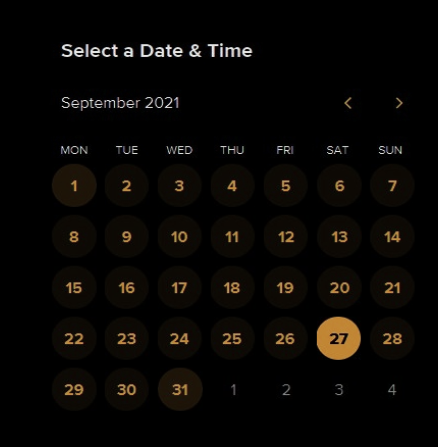 Select a Date & Time
September 2021
MON TUE WED THU FRI SAT SUN
1 2 3 4 5 6 7
8 9 10 11 12 13 14
15 16 17 18 19 20 21
22 23 24 25 26 27 28
29 30 31 1 2 3 4